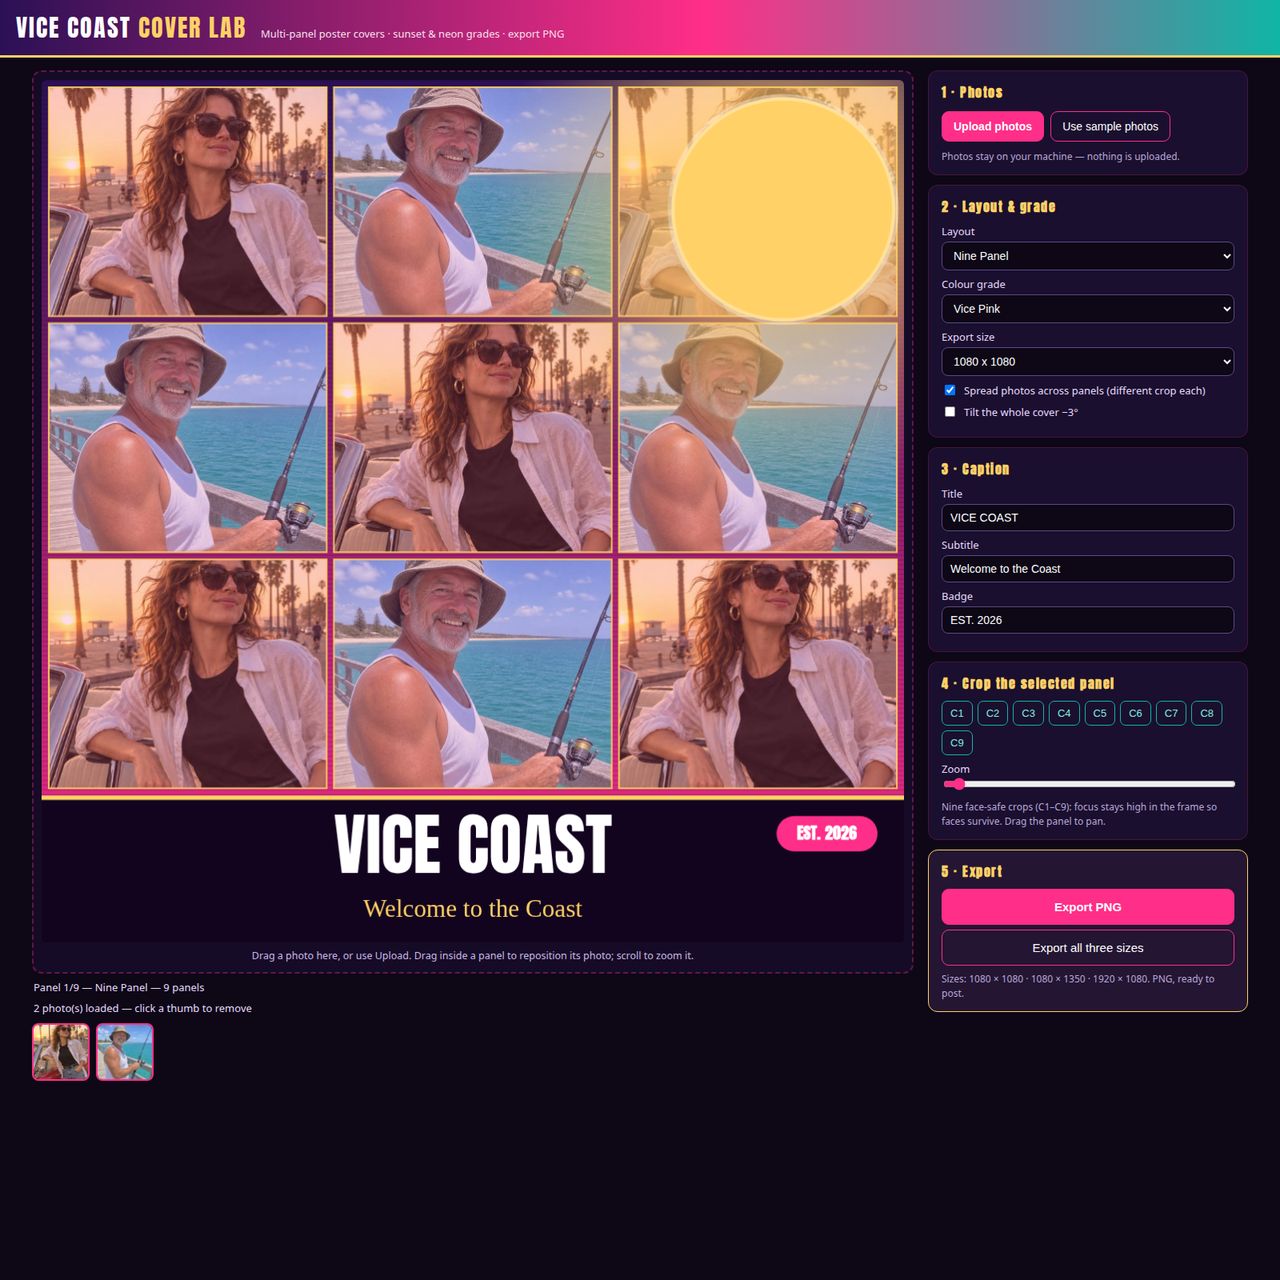 VICE COAST COVER LAB
Multi-panel poster covers · sunset & neon grades · export PNG
VICE COAST
EST. 2026
Welcome to the Coast
Drag a photo here, or use Upload. Drag inside a panel to reposition its photo; scroll to zoom it.
Panel 1/9 — Nine Panel — 9 panels
2 photo(s) loaded — click a thumb to remove
1 · Photos
Upload photos
Use sample photos
Photos stay on your machine — nothing is uploaded.
2 · Layout & grade
Layout
Nine Panel
Colour grade
Vice Pink
Export size
1080 x 1080
Spread photos across panels (different crop each)
Tilt the whole cover −3°
3 · Caption
Title
VICE COAST
Subtitle
Welcome to the Coast
Badge
EST. 2026
4 · Crop the selected panel
C1 C2 C3 C4 C5 C6 C7 C8
C9
Zoom
Nine face-safe crops (C1–C9): focus stays high in the frame so
faces survive. Drag the panel to pan.
5 · Export
Export PNG
Export all three sizes
Sizes: 1080 × 1080 · 1080 × 1350 · 1920 × 1080. PNG, ready to
post.